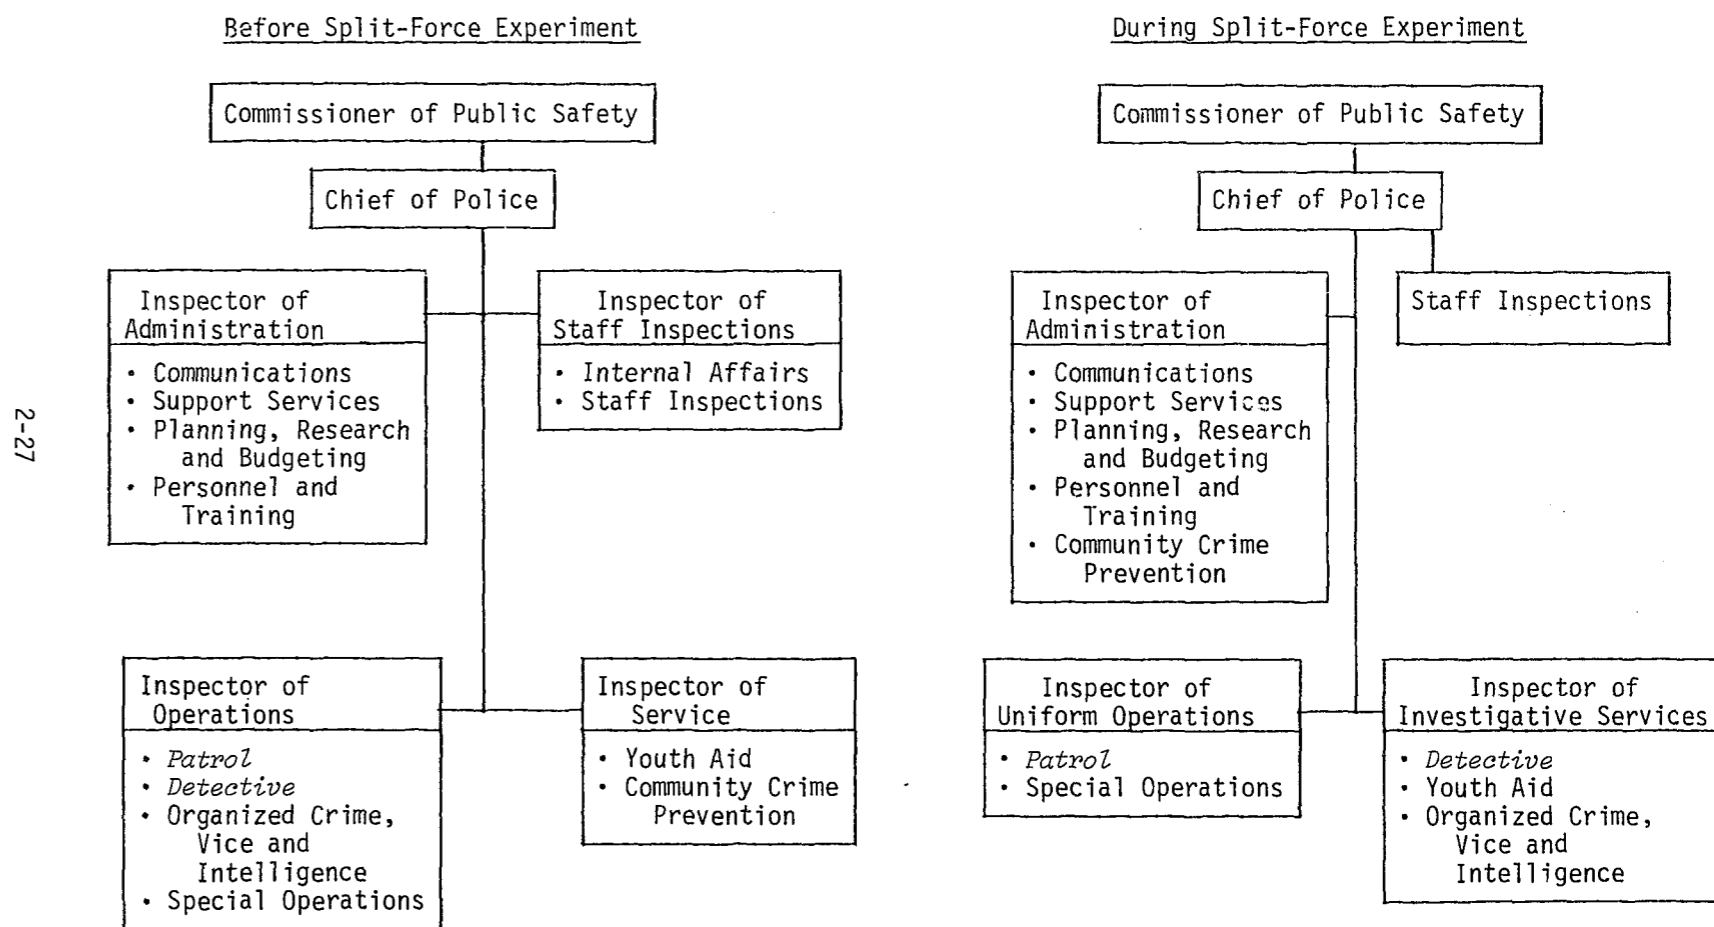 Before Split-Force Experiment
Commissioner of Public Safety
Chief of Police
Inspector of
Administration
• Communications
• Support Services
• Planning, Research
and Budgeting
• Personnel and
Training
Inspector of
Staff Inspections
• Internal Affairs
• Staff Inspections
Inspector of
Operations
• Patrol
• Detective
• Organized Crime,
Vice and
Intelligence
• Special Operations
Inspector of
Service
• Youth Aid
• Community Crime
Prevention
During Split-Force Experiment
Commissioner of Public Safety
Chief of Police
Inspector of
Administration
• Communications
• Support Services
• Planning, Research
and Budgeting
• Personnel and
Training
• Community Crime
Prevention
Staff Inspections
Inspector of
Uniform Operations
• Patrol
• Special Operations
Inspector of
Investigative Services
• Detective
• Youth Aid
• Organized Crime,
Vice and
Intelligence
2-27